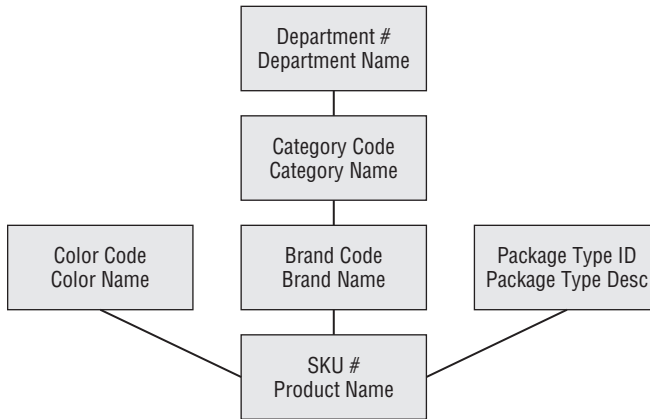 Department #
Department Name
Category Code
Category Name
Color Code
Color Name
Brand Code
Brand Name
Package Type ID
Package Type Desc
SKU #
Product Name